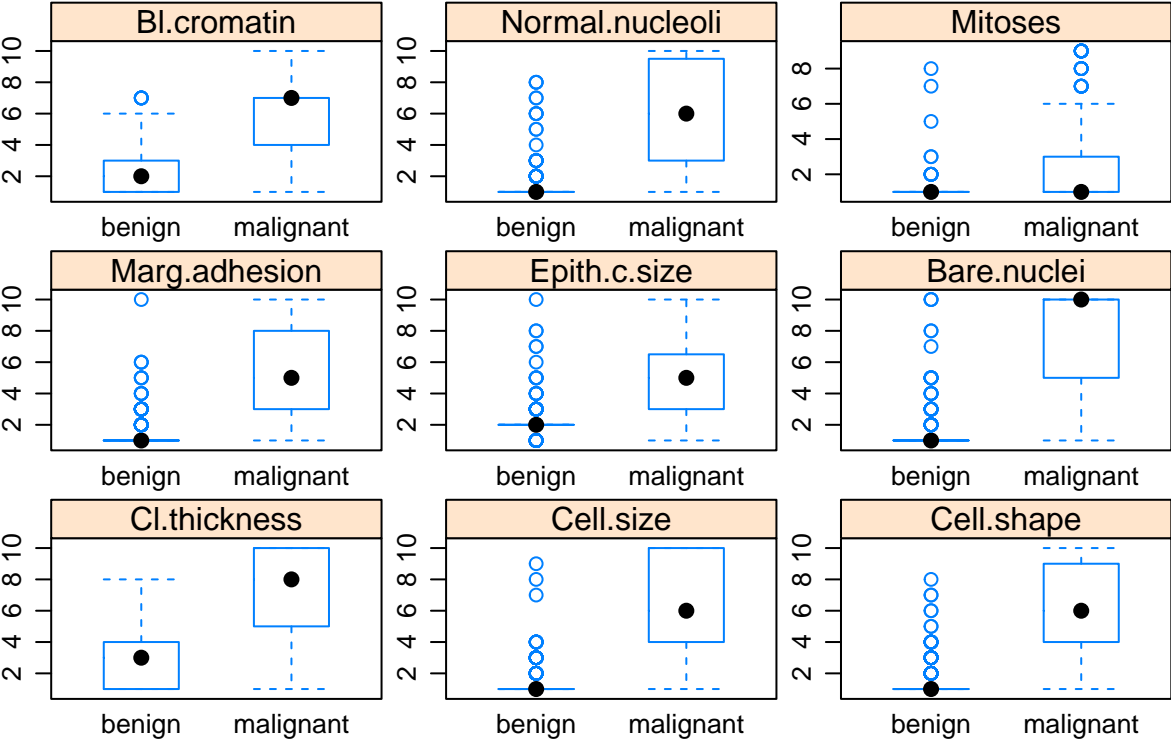 Bl.cromatin Normal.nucleoli Mitoses
10 8 6 4 2 10 8 6 4 2 8 6 4 2
benign malignant benign malignant benign malignant
Marg.adhesion Epith.c.size Bare.nuclei
10 8 6 4 2 10 8 6 4 2 10 8 6 4 2
benign malignant benign malignant benign malignant
Cl.thickness Cell.size Cell.shape
10 8 6 4 2 10 8 6 4 2 10 8 6 4 2
benign malignant benign malignant benign malignant